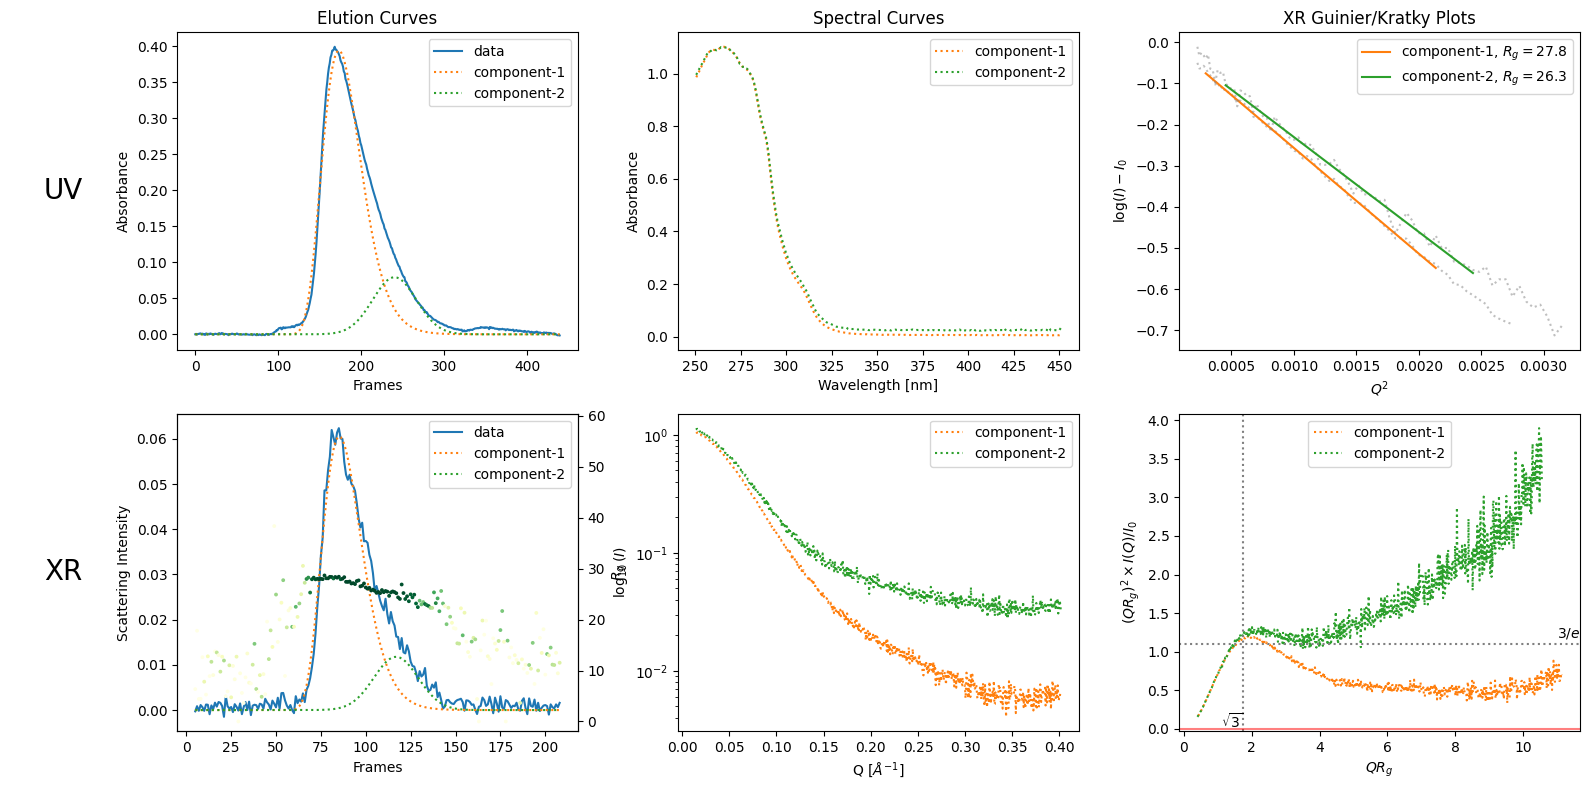 Elution Curves
Spectral Curves
XR Guinier/Kratky Plots
UV
Absorbance
0.40
0.35
0.30
0.25
0.20
0.15
0.10
0.05
0.00
data
component-1
component-2
0 100 200 300 400
Frames
Absorbance
1.0
0.8
0.6
0.4
0.2
0.0
component-1
component-2
250 275 300 325 350 375 400 425 450
Wavelength [nm]
log(I) − I₀
0.0
−0.1
−0.2
−0.3
−0.4
−0.5
−0.6
−0.7
component-1, R_g = 27.8
component-2, R_g = 26.3
0.0005 0.0010 0.0015 0.0020 0.0025 0.0030
Q²
XR
Scattering Intensity
0.06
0.05
0.04
0.03
0.02
0.01
0.00
data
component-1
component-2
60
50
40
30
20
10
0
0 25 50 75 100 125 150 175 200
Frames
R_g
log₁₀(I)
10⁰
10⁻¹
10⁻²
component-1
component-2
0.00 0.05 0.10 0.15 0.20 0.25 0.30 0.35 0.40
Q [Å⁻¹]
(QR_g)² × I(Q)/I₀
4.0
3.5
3.0
2.5
2.0
1.5
1.0
0.5
0.0
component-1
component-2
3/e
√3
0 2 4 6 8 10
QR_g